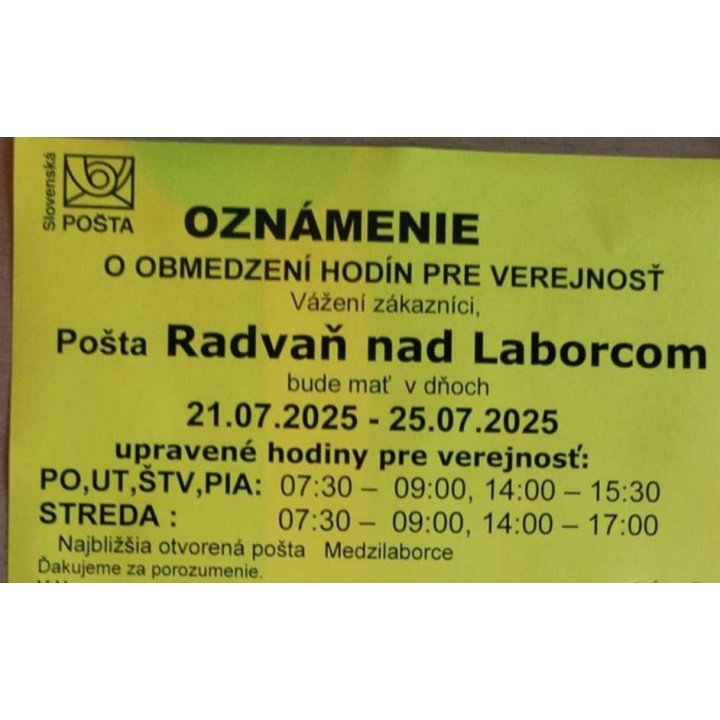 Slovenská
POŠTA
OZNÁMENIE
O OBMEDZENÍ HODÍN PRE VEREJNOSŤ
Vážení zákazníci,
Pošta Radvaň nad Laborcom
bude mať v dňoch
21.07.2025 - 25.07.2025
upravené hodiny pre verejnosť:
PO,UT,ŠTV,PIA: 07:30 – 09:00, 14:00 – 15:30
STREDA : 07:30 – 09:00, 14:00 – 17:00
Najbližšia otvorená pošta Medzilaborce
Ďakujeme za porozumenie.